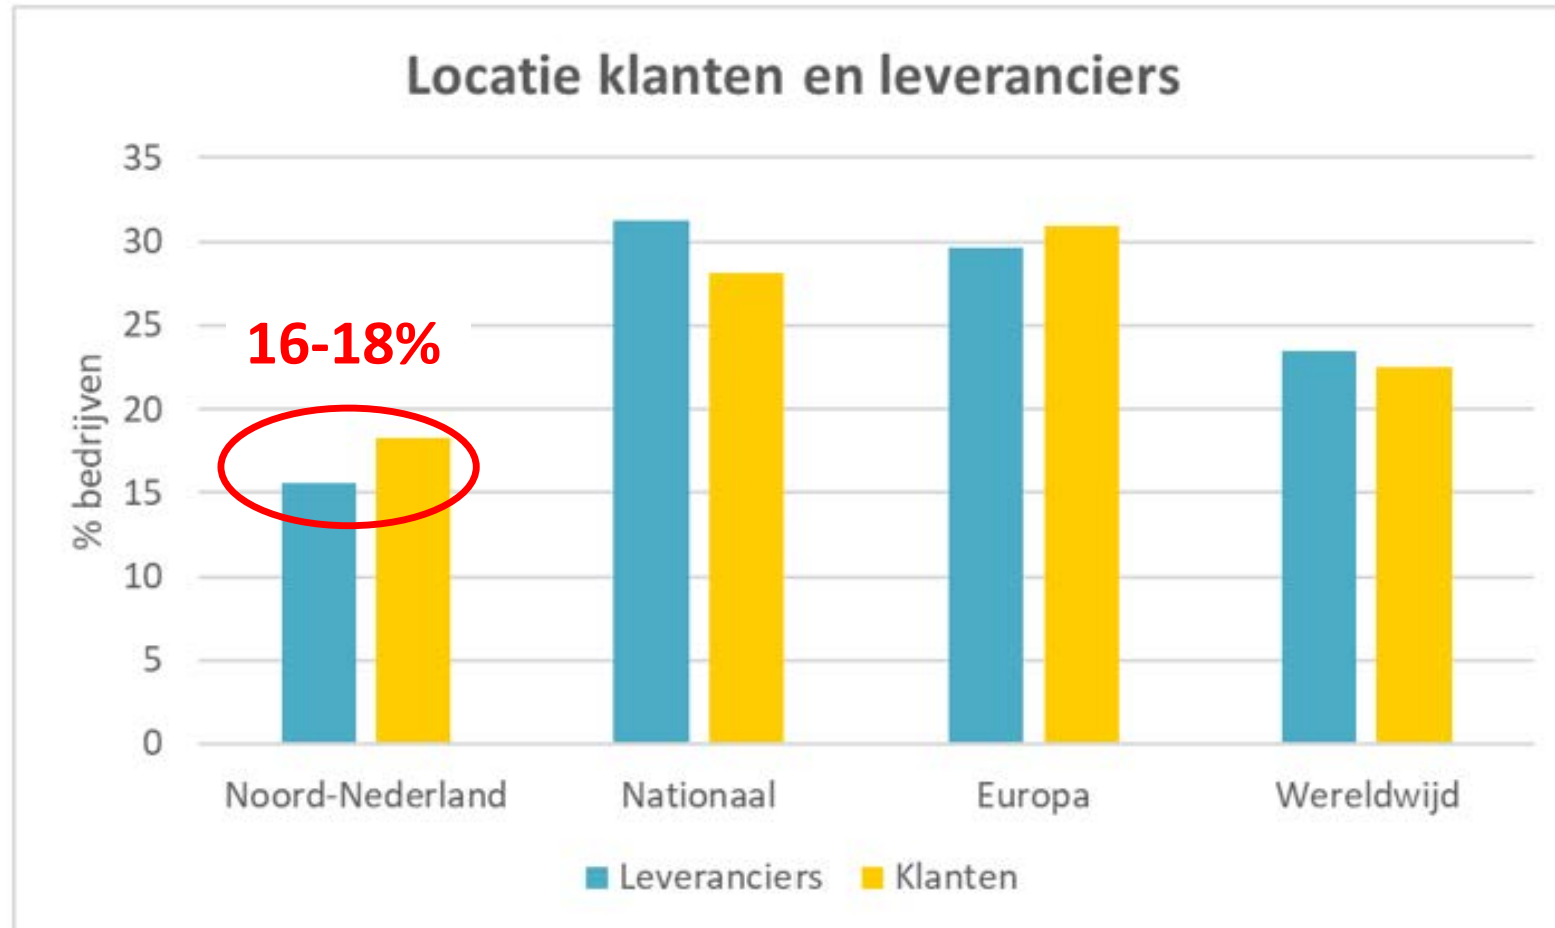 Locatie klanten en leveranciers
35
30
25
20
15
10
5
0
% bedrijven
16-18%
Noord-Nederland
Nationaal
Europa
Wereldwijd
Leveranciers
Klanten